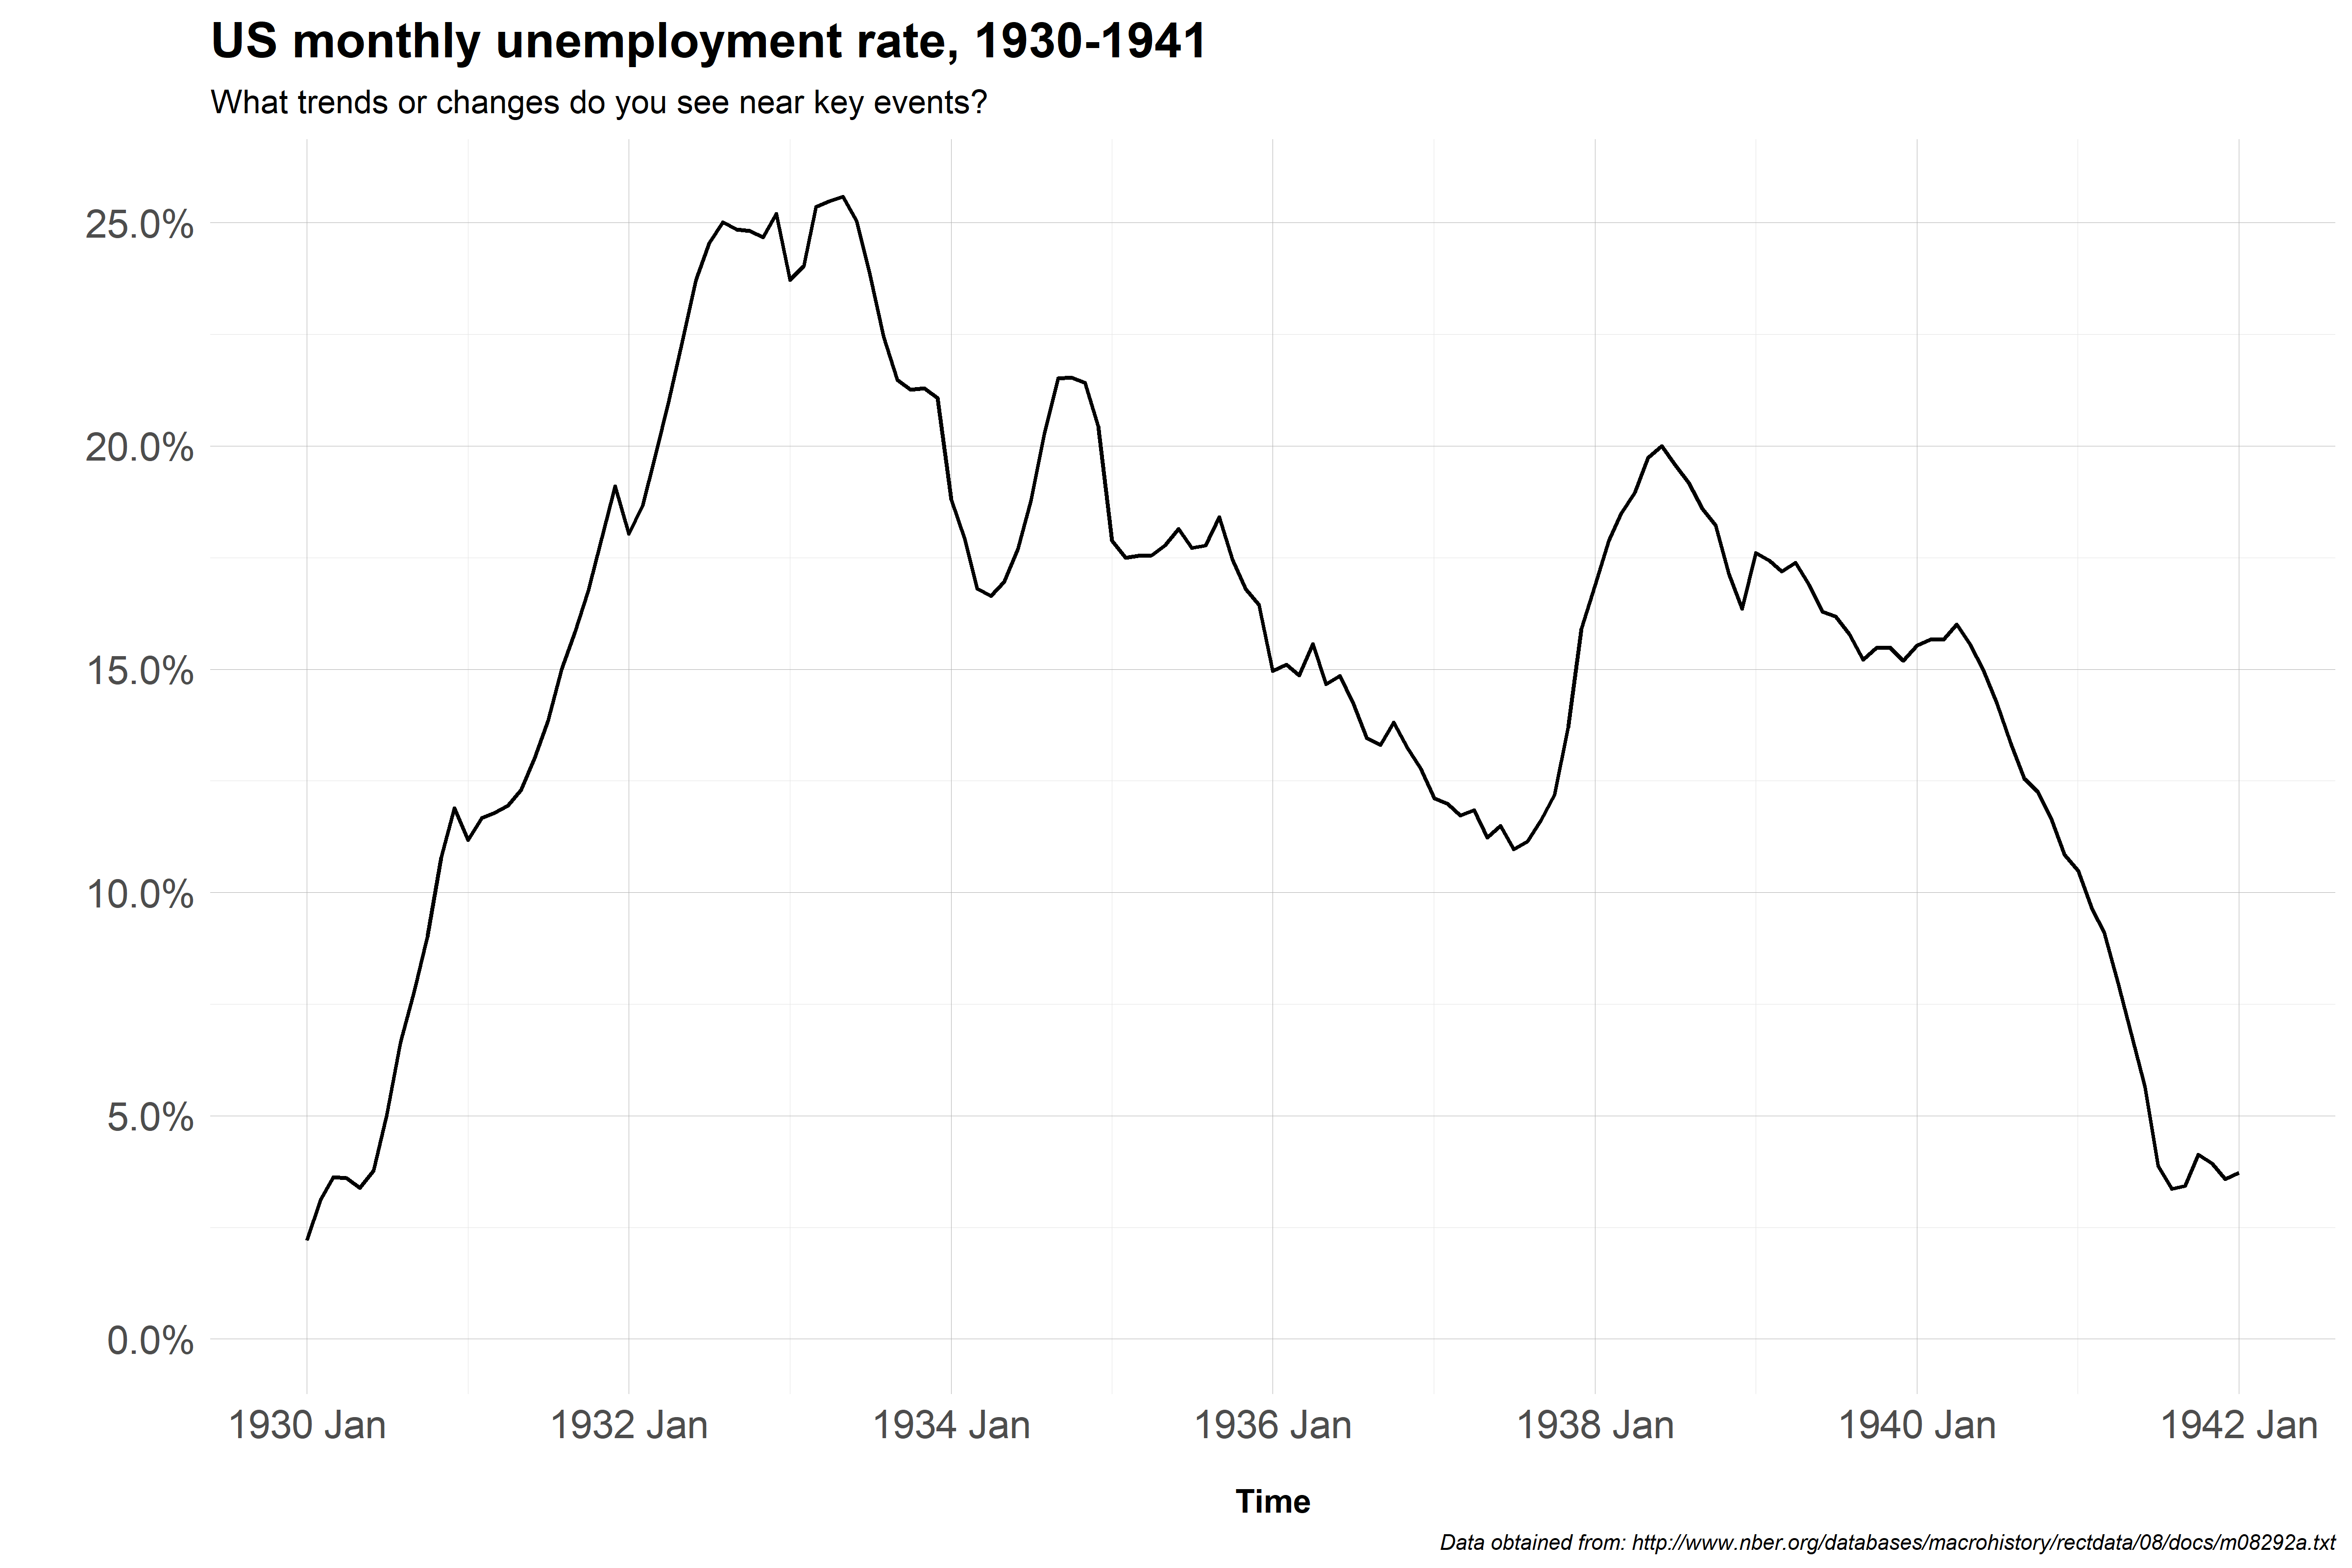 US monthly unemployment rate, 1930-1941
What trends or changes do you see near key events?
25.0%
20.0%
15.0%
10.0%
5.0%
0.0%
1930 Jan 1932 Jan 1934 Jan 1936 Jan 1938 Jan 1940 Jan 1942 Jan
Time
Data obtained from: http://www.nber.org/databases/macrohistory/rectdata/08/docs/m08292a.txt